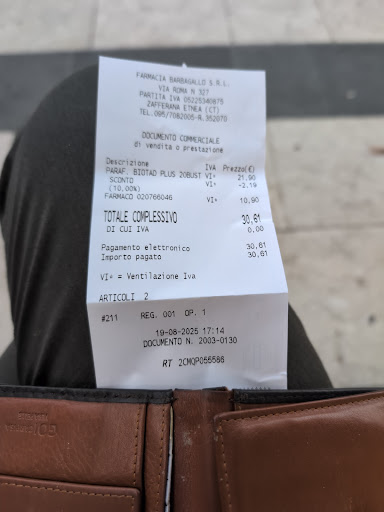 FARMACIA BARBAGALLO S.R.L.
VIA ROMA N 327
PARTITA IVA 05225340875
ZAFFERANA ETNEA (CT)
TEL.095/7082005-R.352070
DOCUMENTO COMMERCIALE
di vendita o prestazione
Descrizione IVA Prezzo(€)
PARAF. BIOTAD PLUS 20BUST VI* 21,90
SCONTO VI* -2,19
(10,00%)
FARMACO 020766046 VI* 10,90
TOTALE COMPLESSIVO 30,61
DI CUI IVA 0,00
Pagamento elettronico 30,61
Importo pagato 30,61
VI* = Ventilazione Iva
ARTICOLI 2
#211 REG. 001 OP. 1
19-08-2025 17:14
DOCUMENTO N. 2003-0130
RT 2CMQP055566